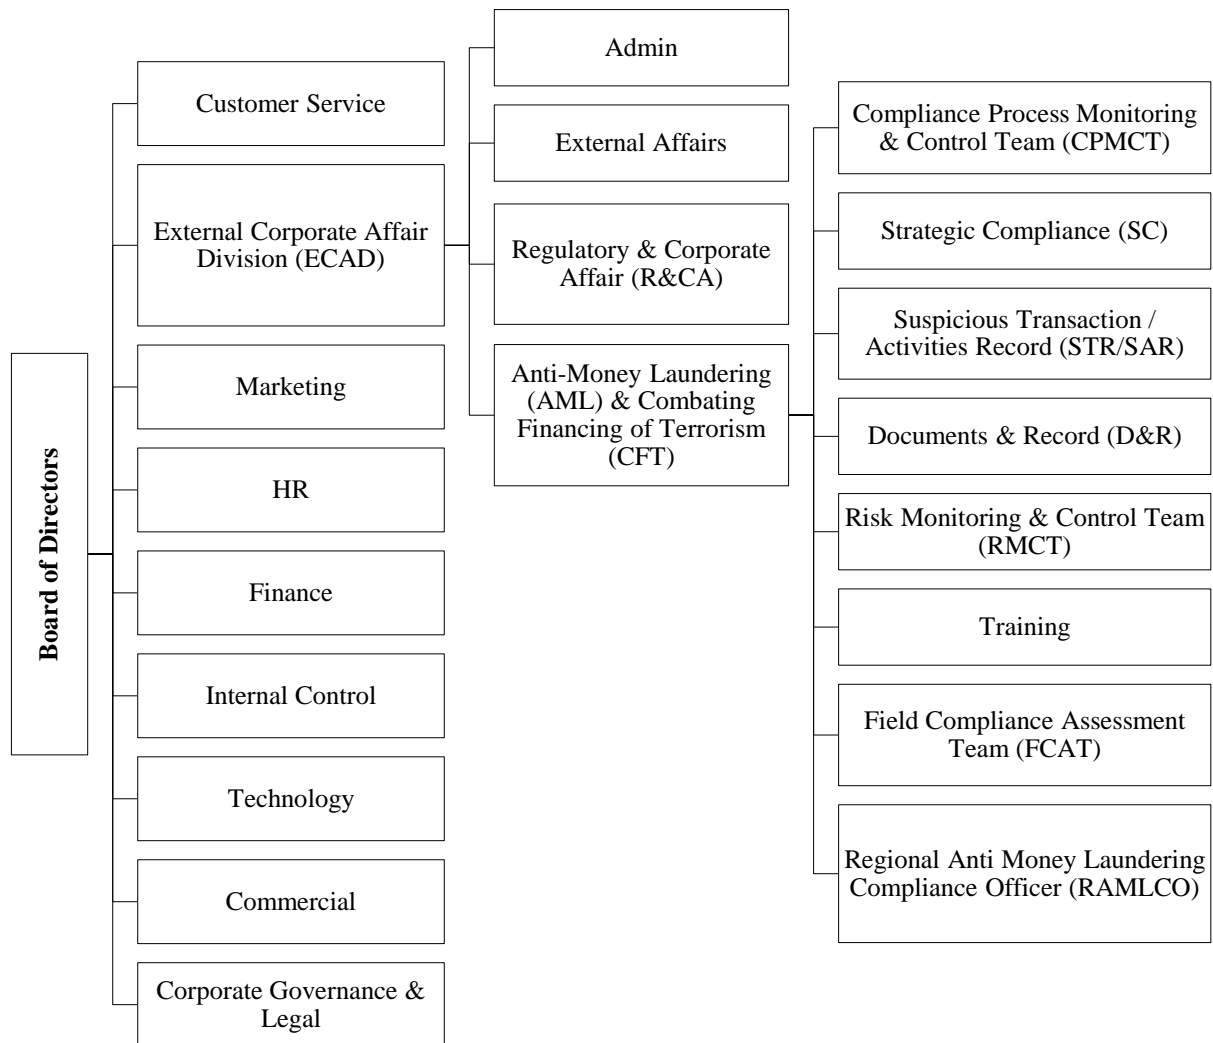 Board of Directors
Customer Service
External Corporate Affair
Division (ECAD)
Marketing
HR
Finance
Internal Control
Technology
Commercial
Corporate Governance &
Legal
Admin
External Affairs
Regulatory & Corporate
Affair (R&CA)
Anti-Money Laundering
(AML) & Combating
Financing of Terrorism
(CFT)
Compliance Process Monitoring
& Control Team (CPMCT)
Strategic Compliance (SC)
Suspicious Transaction /
Activities Record (STR/SAR)
Documents & Record (D&R)
Risk Monitoring & Control Team
(RMCT)
Training
Field Compliance Assessment
Team (FCAT)
Regional Anti Money Laundering
Compliance Officer (RAMLCO)